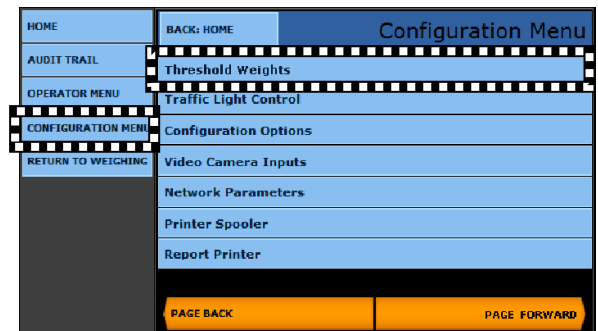 HOME
AUDIT TRAIL
OPERATOR MENU
CONFIGURATION MENU
RETURN TO WEIGHING
BACK: HOME
Configuration Menu
Threshold Weights
Traffic Light Control
Configuration Options
Video Camera Inputs
Network Parameters
Printer Spooler
Report Printer
PAGE BACK
PAGE FORWARD